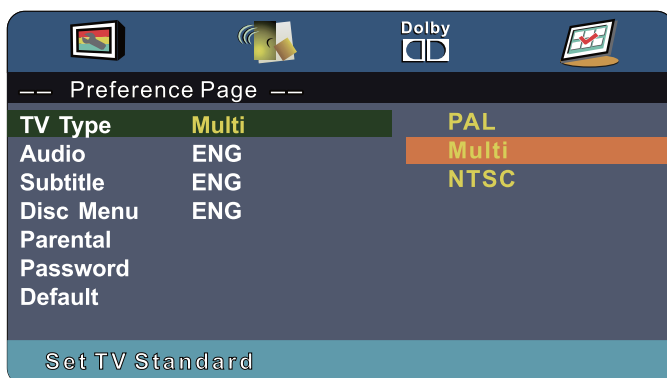 Dolby
-- Preference Page --
TV Type Multi PAL
Audio ENG Multi
Subtitle ENG NTSC
Disc Menu ENG
Parental
Password
Default
Set TV Standard